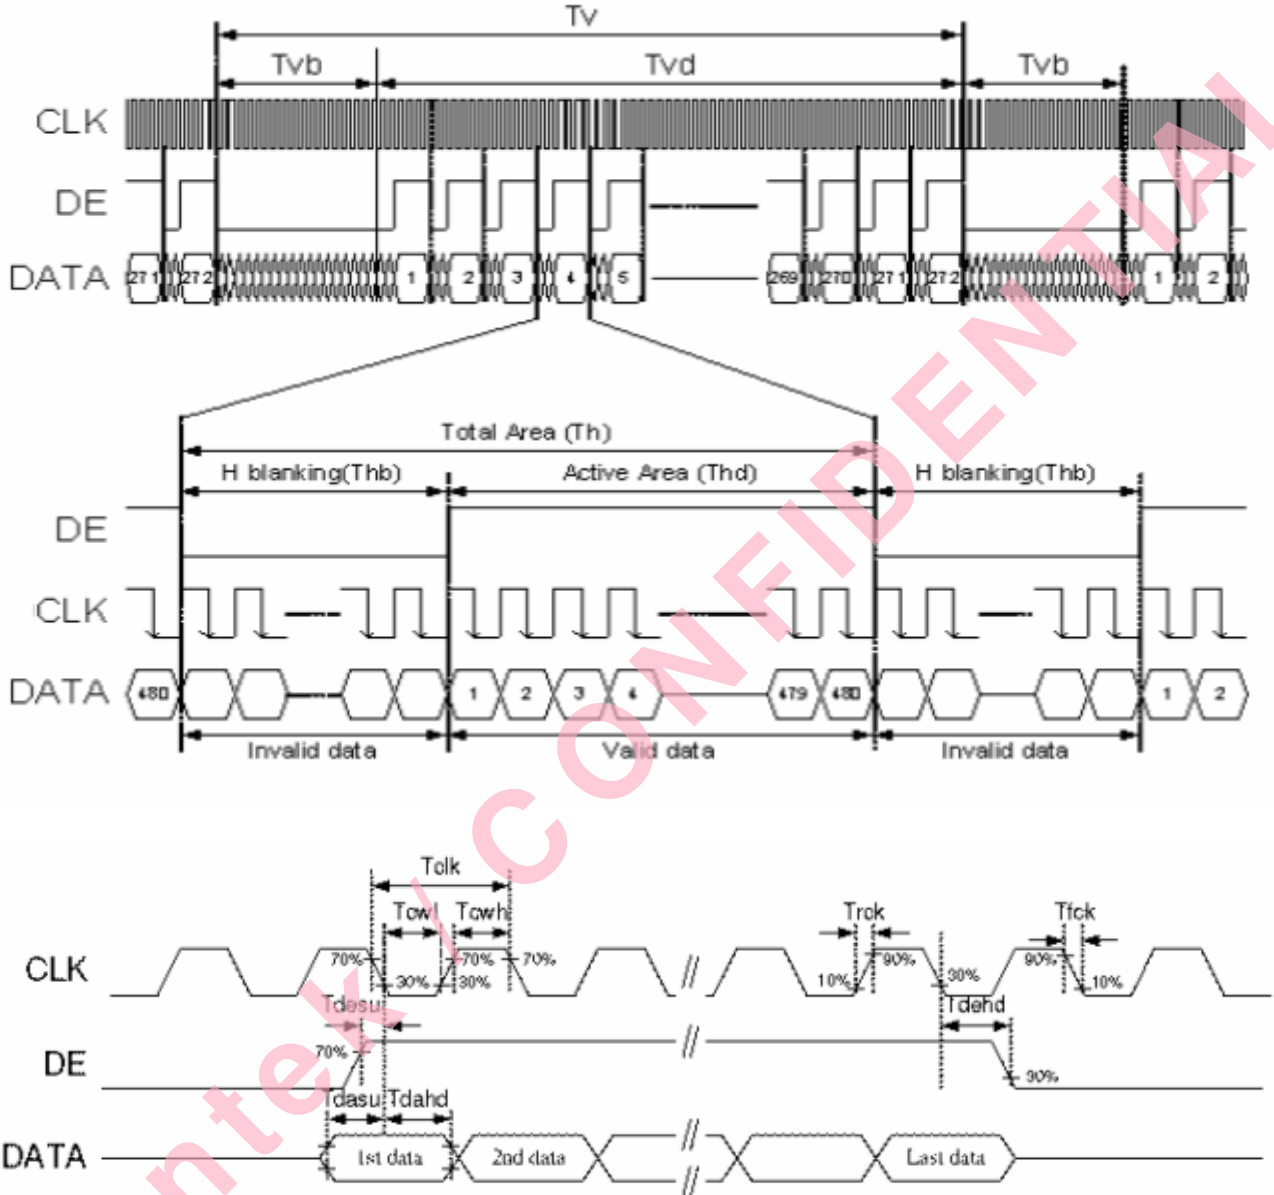 Tv
Tvb Tvd Tvb
CLK
DE
DATA 271 272 1 2 3 4 5 269 270 271 272 1 2
Total Area (Th)
H blanking(Thb) Active Area (Thd) H blanking(Thb)
DE
CLK
DATA 480 1 2 3 4 479 480 1 2
Invalid data Valid data Invalid data
Tclk
Tcwl Tcwh Trck Tfck
CLK 70% 30% 70% 30% 70% 10% 90% 30% 90% 10%
Tdesu Tdehd
DE 70% 30%
Tdasu Tdahd
DATA 1st data 2nd data Last data
ntek / CONFIDENTIAL